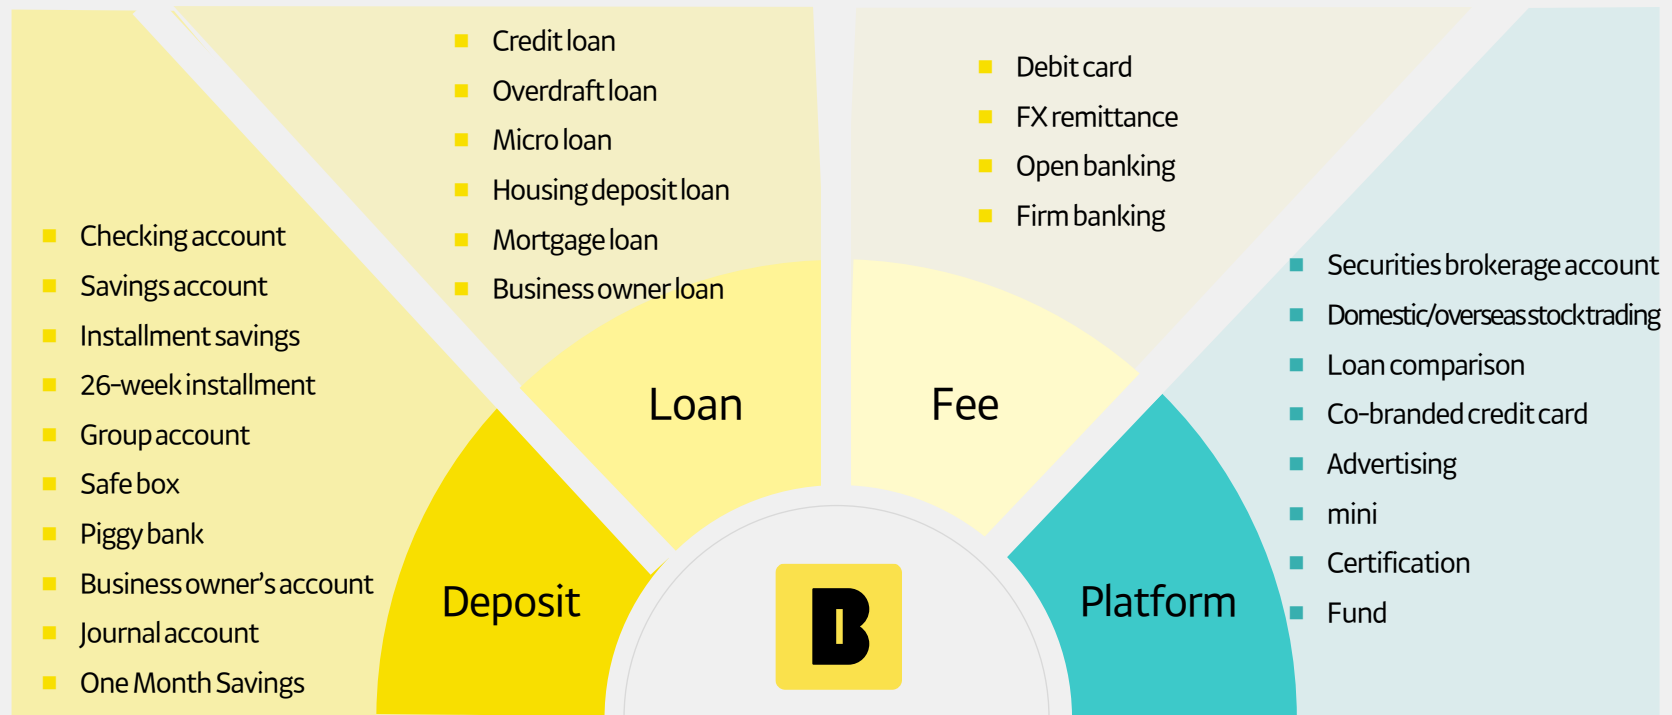 Checking account
Savings account
Installment savings
26-week installment
Group account
Safe box
Piggy bank
Business owner's account
Journal account
One Month Savings
Deposit
Credit loan
Overdraft loan
Micro loan
Housing deposit loan
Mortgage loan
Business owner loan
Loan
Debit card
FX remittance
Open banking
Firm banking
Fee
Securities brokerage account
Domestic/overseas stock trading
Loan comparison
Co-branded credit card
Advertising
mini
Certification
Fund
Platform
B